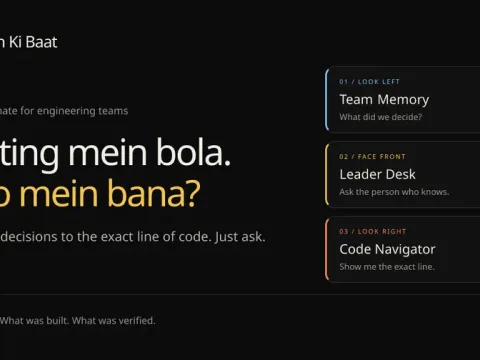 n Ki Baat
nate for engineering teams
ting mein bola.
o mein bana?
decisions to the exact line of code. Just ask.
What was built. What was verified.
01 / LOOK LEFT
Team Memory
What did we decide?
02 / FACE FRONT
Leader Desk
Ask the person who knows.
03 / LOOK RIGHT
Code Navigator
Show me the exact line.